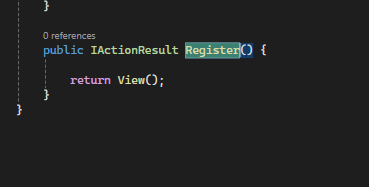 }
0 references
public IActionResult Register() {
return View();
}
}